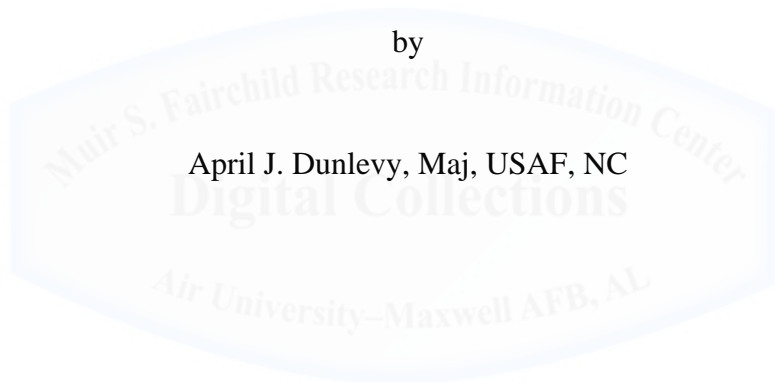 by
Muir S. Fairchild Research Information Center
April J. Dunlevy, Maj, USAF, NC
Digital Collections
Air University–Maxwell AFB, AL